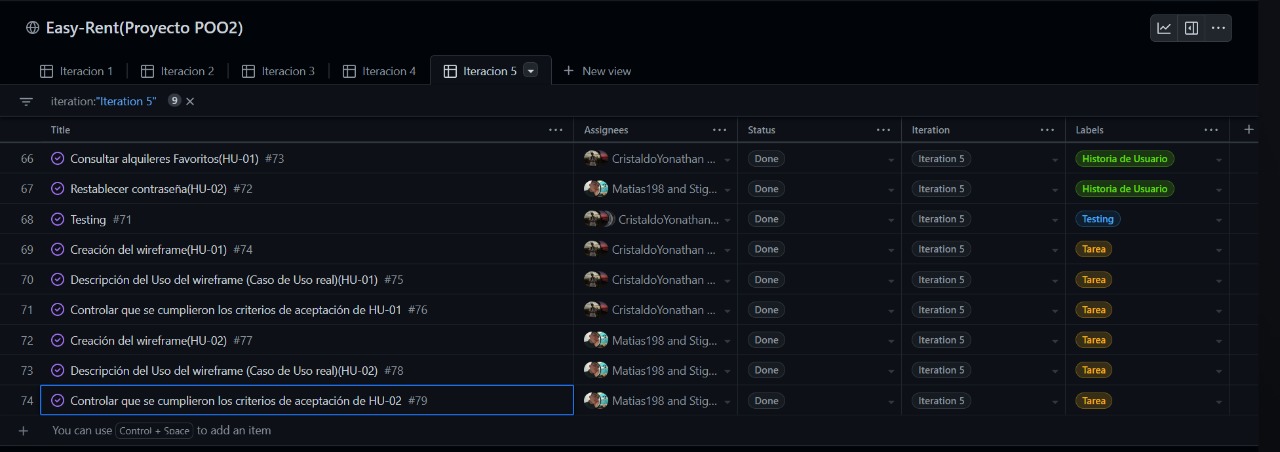 Easy-Rent(Proyecto POO2)
Iteracion 1 Iteracion 2 Iteracion 3 Iteracion 4 Iteracion 5 New view
iteration:"Iteration 5" 9
Title Assignees Status Iteration Labels
66 Consultar alquileres Favoritos(HU-01) #73 CristaldoYonathan ... Done Iteration 5 Historia de Usuario
67 Restablecer contraseña(HU-02) #72 Matias198 and Stig... Done Iteration 5 Historia de Usuario
68 Testing #71 CristaldoYonathan... Done Iteration 5 Testing
69 Creación del wireframe(HU-01) #74 CristaldoYonathan ... Done Iteration 5 Tarea
70 Descripción del Uso del wireframe (Caso de Uso real)(HU-01) #75 CristaldoYonathan ... Done Iteration 5 Tarea
71 Controlar que se cumplieron los criterios de aceptación de HU-01 #76 CristaldoYonathan ... Done Iteration 5 Tarea
72 Creación del wireframe(HU-02) #77 Matias198 and Stig... Done Iteration 5 Tarea
73 Descripción del Uso del wireframe (Caso de Uso real)(HU-02) #78 Matias198 and Stig... Done Iteration 5 Tarea
74 Controlar que se cumplieron los criterios de aceptación de HU-02 #79 Matias198 and Stig... Done Iteration 5 Tarea
You can use Control + Space to add an item